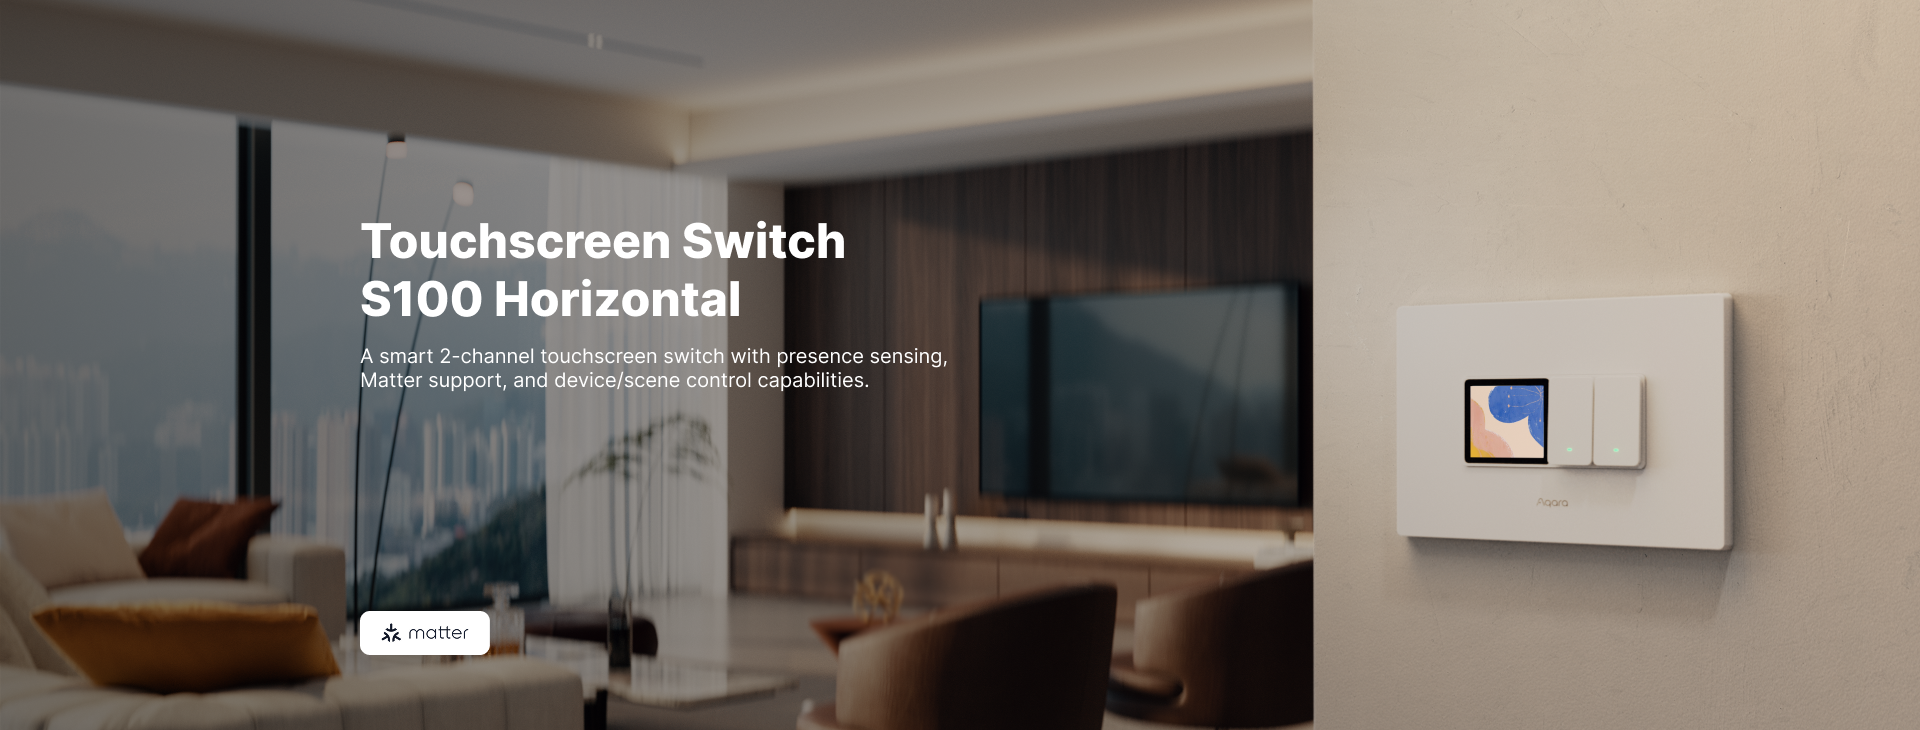 Touchscreen Switch
S100 Horizontal
A smart 2-channel touchscreen switch with presence sensing,
Matter support, and device/scene control capabilities.
matter
Aqara